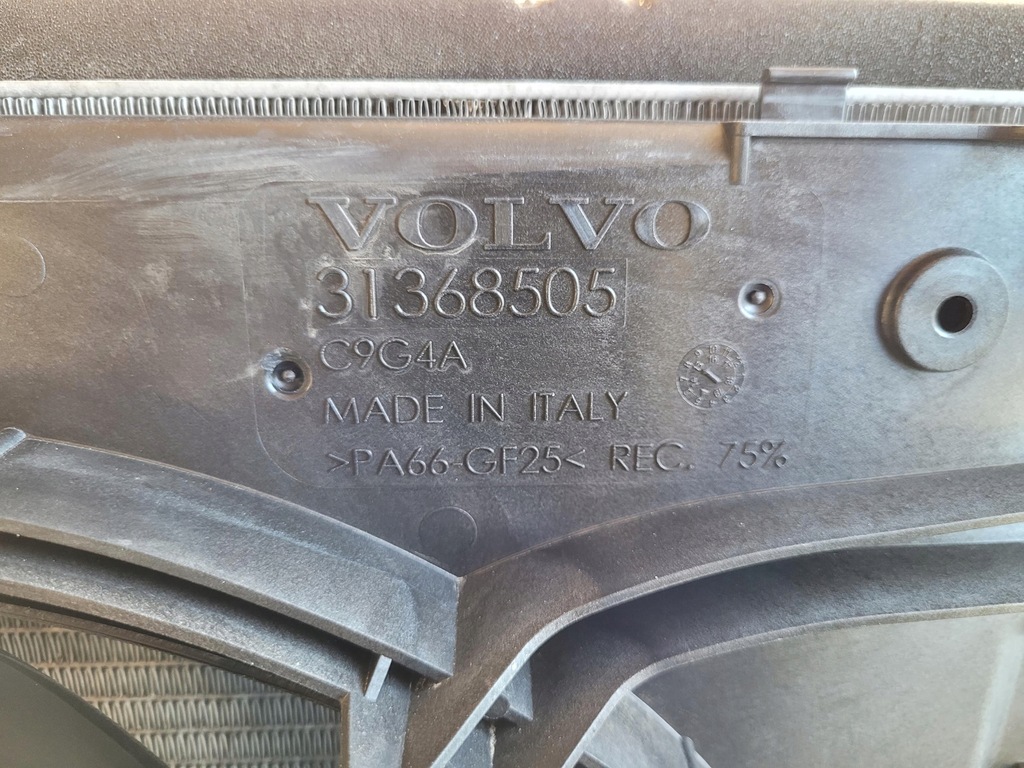 VOLVO
31368505
C9G4A
MADE IN ITALY
>PA66-GF25< REC. 75%